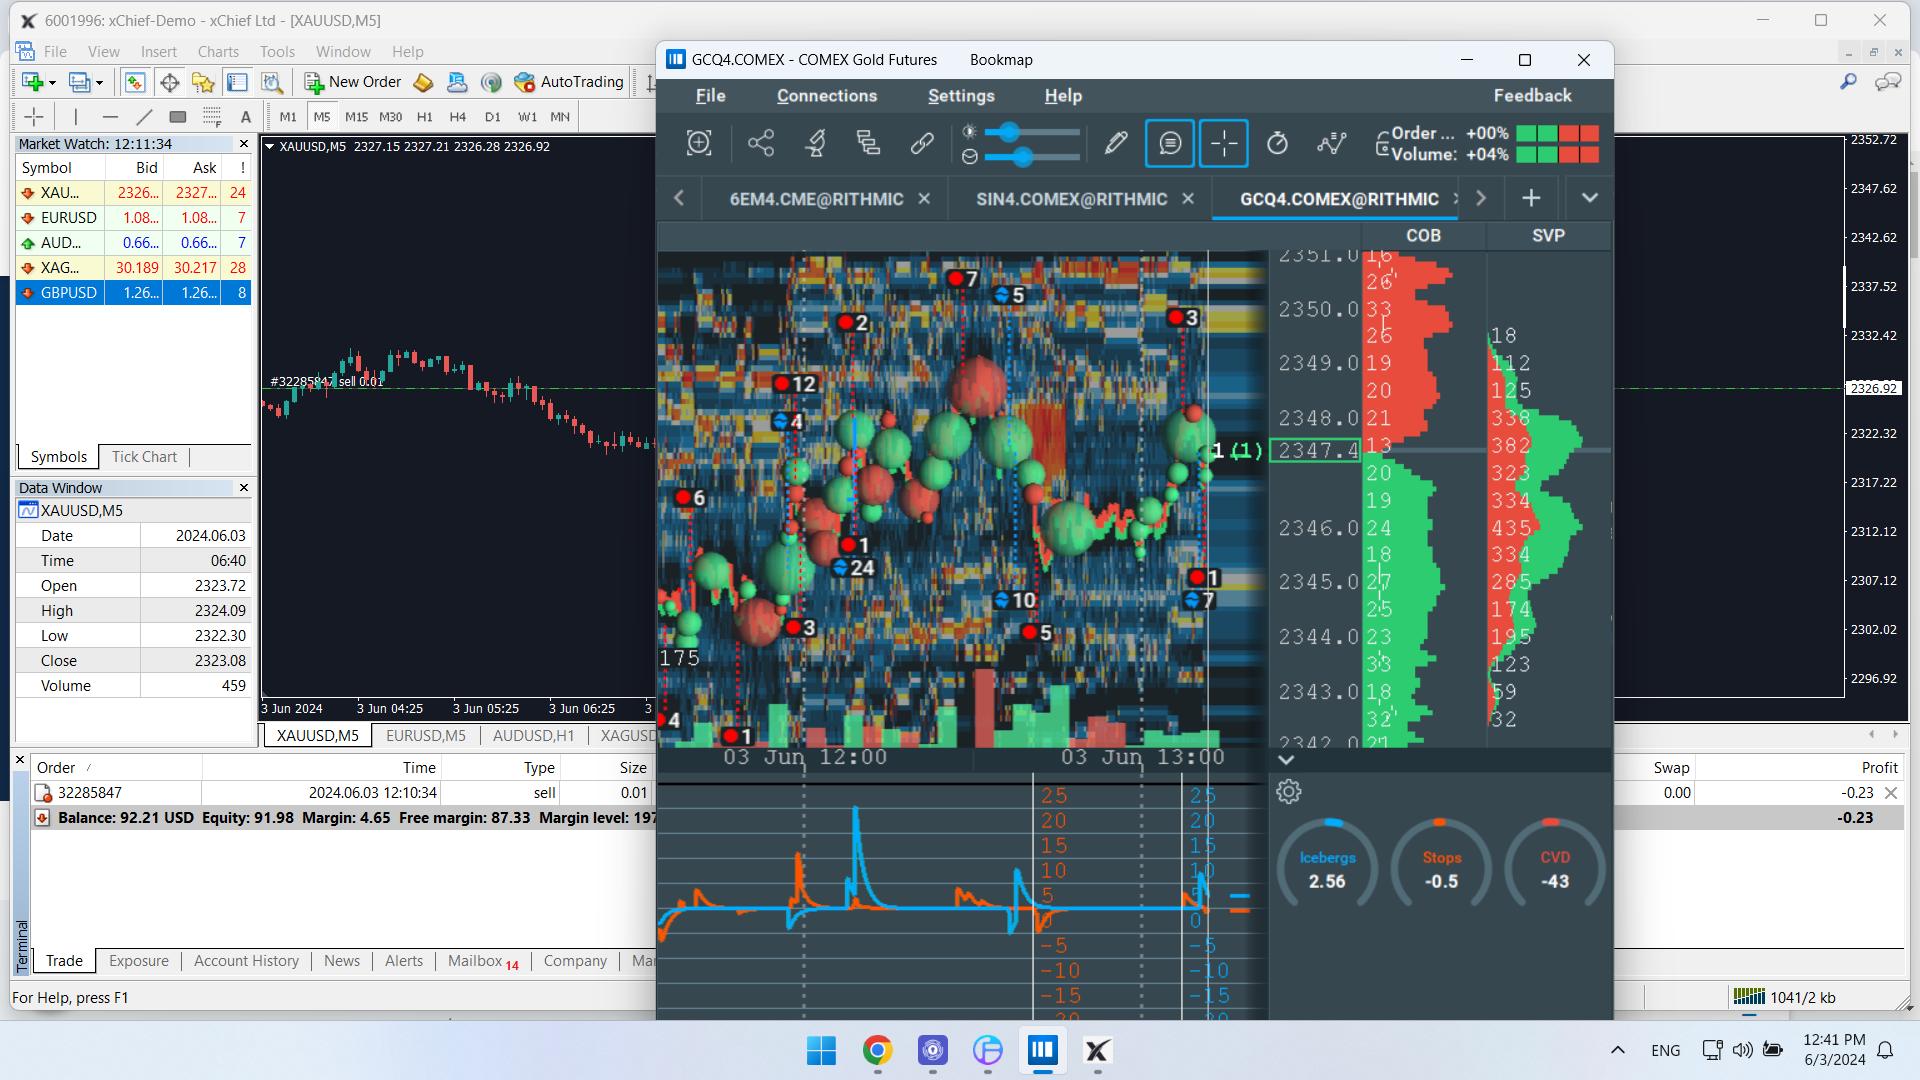 6001996: xChief-Demo - xChief Ltd - [XAUUSD,M5]
File View Insert Charts Tools Window Help
New Order AutoTrading
A M1 M5 M15 M30 H1 H4 D1 W1 MN
Market Watch: 12:11:34
Symbol Bid Ask !
XAU... 2326... 2327... 24
EURUSD 1.08... 1.08... 7
AUD... 0.66... 0.66... 7
XAG... 30.189 30.217 28
GBPUSD 1.26... 1.26... 8
Symbols Tick Chart
Data Window
XAUUSD,M5
Date 2024.06.03
Time 06:40
Open 2323.72
High 2324.09
Low 2322.30
Close 2323.08
Volume 459
XAUUSD,M5 2327.15 2327.21 2326.28 2326.92
#32285847 sell 0.01
3 Jun 2024 3 Jun 04:25 3 Jun 05:25 3 Jun 06:25 3
XAUUSD,M5 EURUSD,M5 AUDUSD,H1 XAGUSD
2352.72
2347.62
2342.62
2337.52
2332.42
2326.92
2322.32
2317.22
2312.12
2307.12
2302.02
2296.92
GCQ4.COMEX - COMEX Gold Futures Bookmap
File Connections Settings Help Feedback
Order ... +00%
Volume: +04%
6EM4.CME@RITHMIC SIN4.COMEX@RITHMIC GCQ4.COMEX@RITHMIC
COB SVP
7
5
2
3
12
4
1 (1)
6
1
24
1
10
7
3
5
175
4
1
03 Jun 12:00 03 Jun 13:00
2351.0 16
26
2350.0 33
26 18
2349.0 19 112
20 125
2348.0 21 338
2347.4 13 382
20 323
19 334
2346.0 24 435
18 334
2345.0 27 285
25 174
2344.0 23 195
33 123
2343.0 18 59
32 32
2342.0 21
25 25
20 20
15 15
10 10
5 5
0 0
-5 -5
-10 -10
-15 -15
-20 -20
Icebergs Stops CVD
2.56 -0.5 -43
Order / Time Type Size Swap Profit
32285847 2024.06.03 12:10:34 sell 0.01 0.00 -0.23
Balance: 92.21 USD Equity: 91.98 Margin: 4.65 Free margin: 87.33 Margin level: 197 -0.23
Terminal
Trade Exposure Account History News Alerts Mailbox 14 Company Mar
For Help, press F1 1041/2 kb
ENG 12:41 PM
6/3/2024